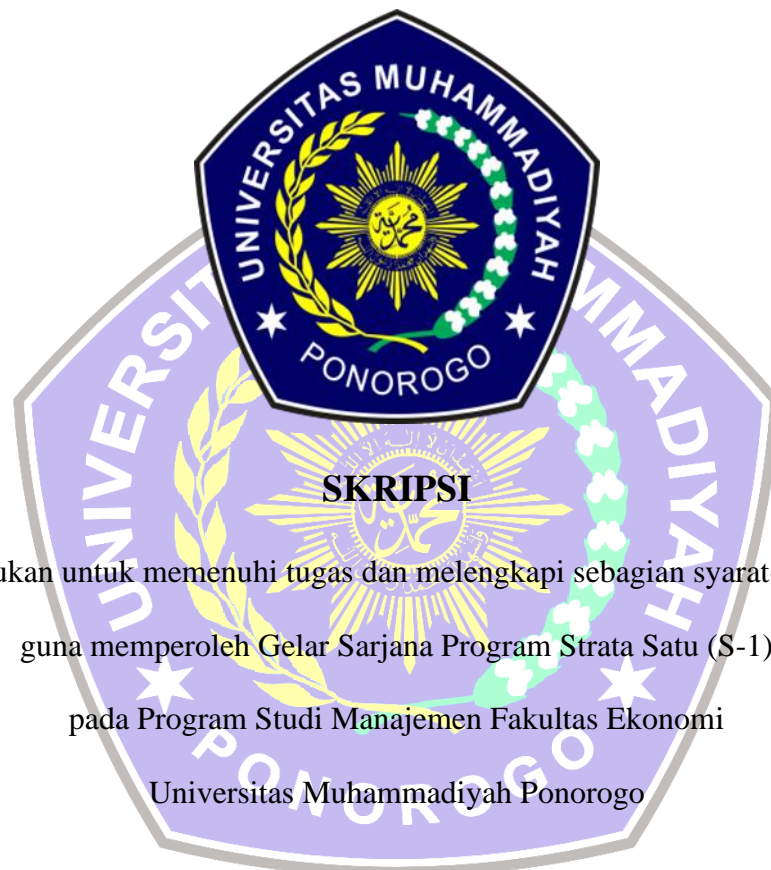 UNIVERSITAS MUHAMMADIYAH
PONOROGO
محمد
SKRIPSI
ukan untuk memenuhi tugas dan melengkapi sebagian syarat-
guna memperoleh Gelar Sarjana Program Strata Satu (S-1)
pada Program Studi Manajemen Fakultas Ekonomi
Universitas Muhammadiyah Ponorogo